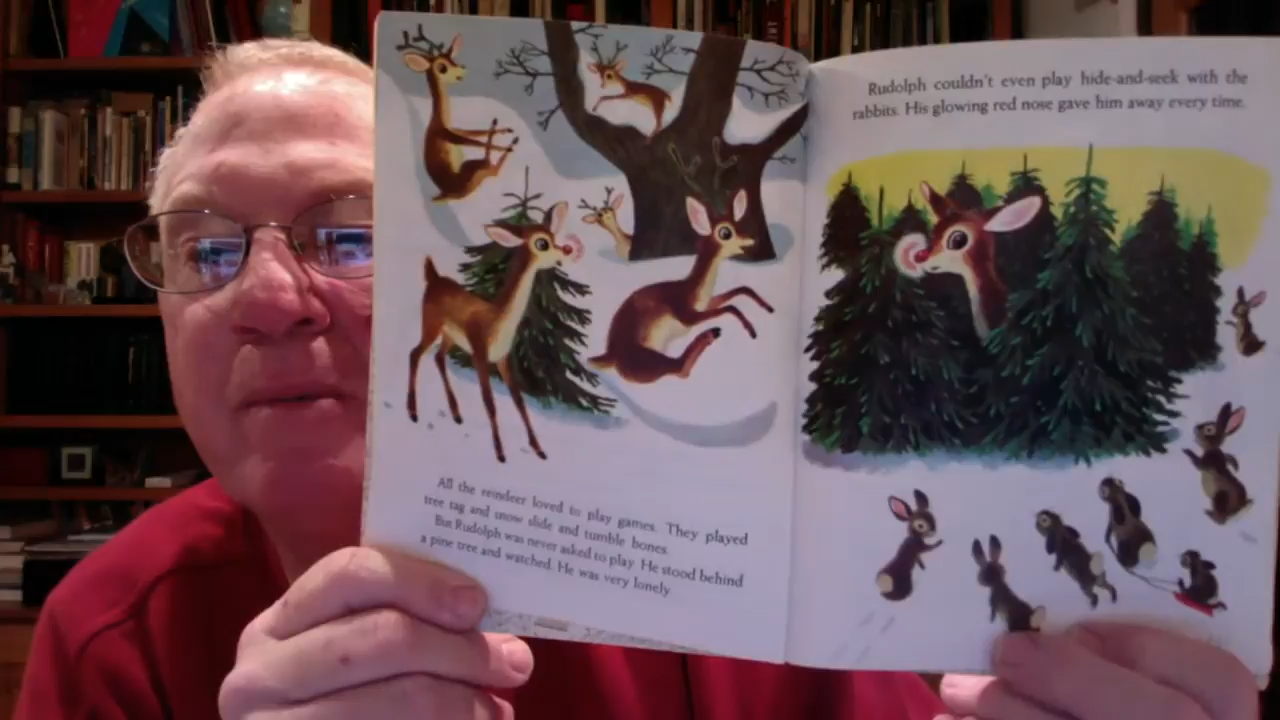 All the reindeer loved to play games. They played
tree tag and snow slide and tumble bones.
But Rudolph was never asked to play. He stood behind
a pine tree and watched. He was very lonely
Rudolph couldn't even play hide-and-seek with the
rabbits. His glowing red nose gave him away every time.